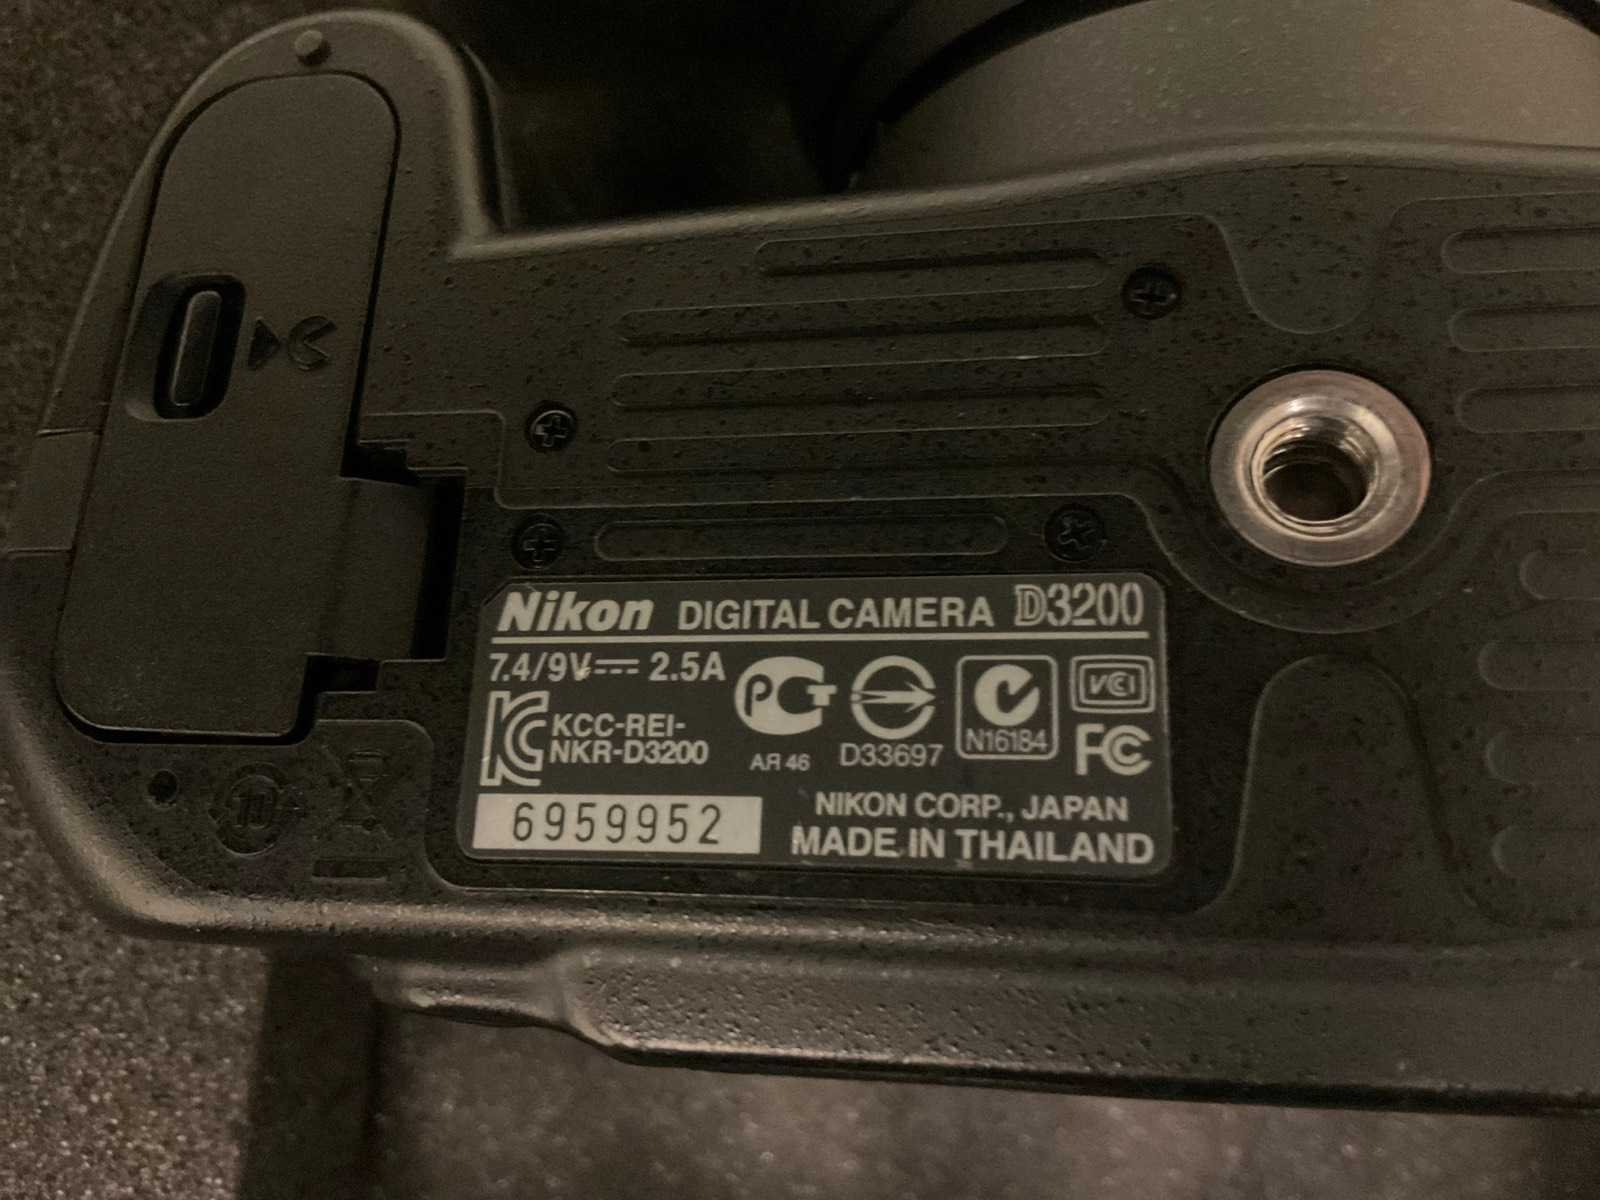 Nikon DIGITAL CAMERA D3200
7.4/9V⎓ 2.5A
KCC-REI-
NKR-D3200
PCT
AR 46
D33697
N16184
VCI
FC
6959952
NIKON CORP., JAPAN
MADE IN THAILAND
10